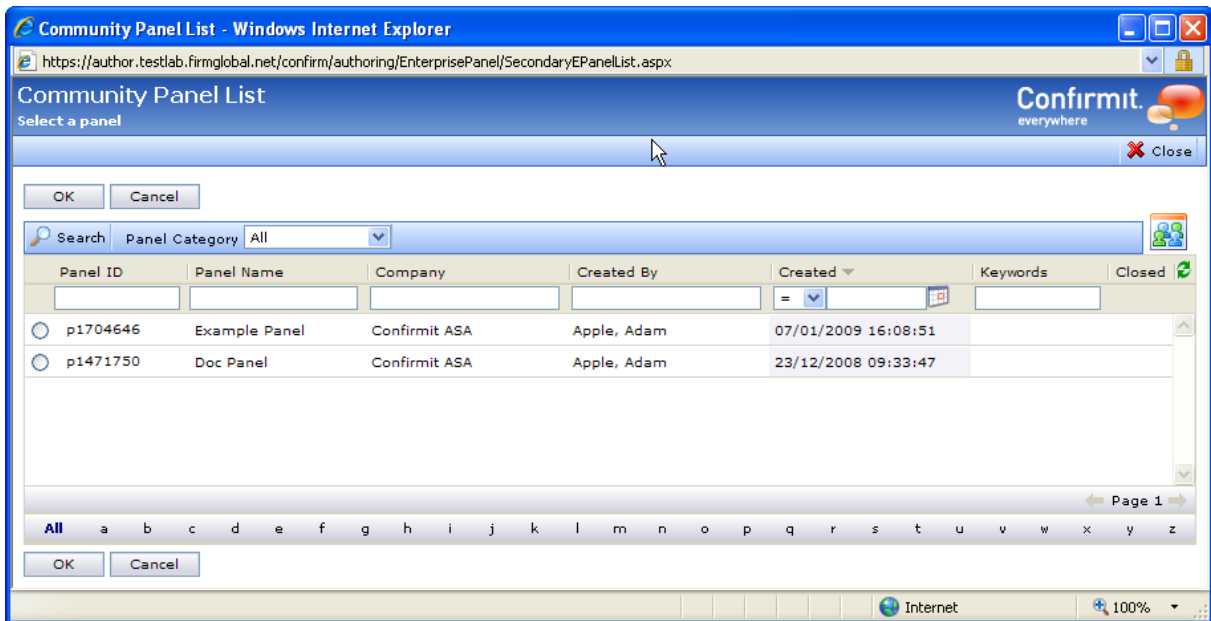 Community Panel List - Windows Internet Explorer
https://author.testlab.firmglobal.net/confirm/authoring/EnterprisePanel/SecondaryEPanelList.aspx
Community Panel List
Select a panel
Confirmit.
everywhere
Close
OK Cancel
Search Panel Category All
Panel ID Panel Name Company Created By Created Keywords Closed
=
p1704646 Example Panel Confirmit ASA Apple, Adam 07/01/2009 16:08:51
p1471750 Doc Panel Confirmit ASA Apple, Adam 23/12/2008 09:33:47
Page 1
All a b c d e f g h i j k l m n o p q r s t u v w x y z
OK Cancel
Internet 100%